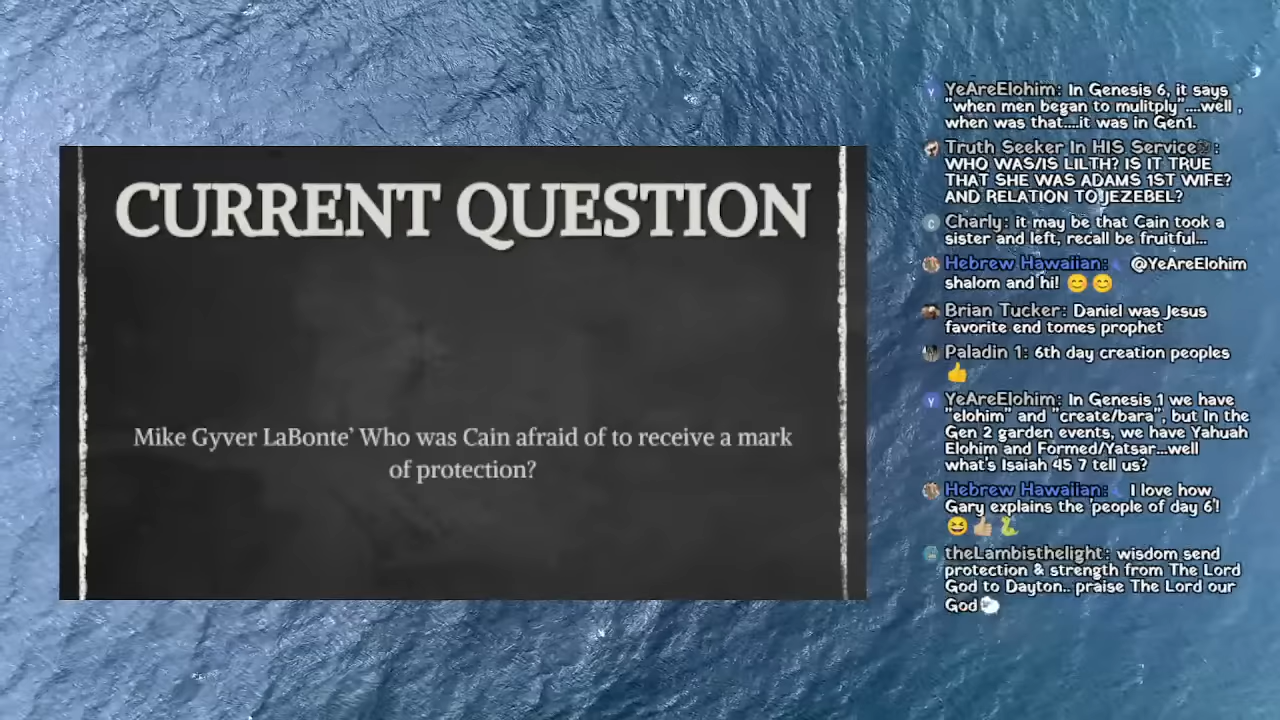 CURRENT QUESTION
Mike Gyver LaBonte’ Who was Cain afraid of to receive a mark
of protection?
YeAreElohim: In Genesis 6, it says
"when men began to mulitply"....well ,
when was that....it was in Gen1.
Truth Seeker In HIS Service:
WHO WAS/IS LILTH? IS IT TRUE
THAT SHE WAS ADAMS 1ST WIFE?
AND RELATION TO JEZEBEL?
Charly: it may be that Cain took a
sister and left, recall be fruitful...
Hebrew Hawaiian: @YeAreElohim
shalom and hi! 😊😊
Brian Tucker: Daniel was Jesus
favorite end tomes prophet
Paladin 1: 6th day creation peoples
👍
YeAreElohim: In Genesis 1 we have
"elohim" and "create/bara", but In the
Gen 2 garden events, we have Yahuah
Elohim and Formed/Yatsar...well
what's Isaiah 45 7 tell us?
Hebrew Hawaiian: I love how
Gary explains the 'people of day 6'!
😆👍🏼🐍
theLambisthelight: wisdom send
protection & strength from The Lord
God to Dayton.. praise The Lord our
God🐑